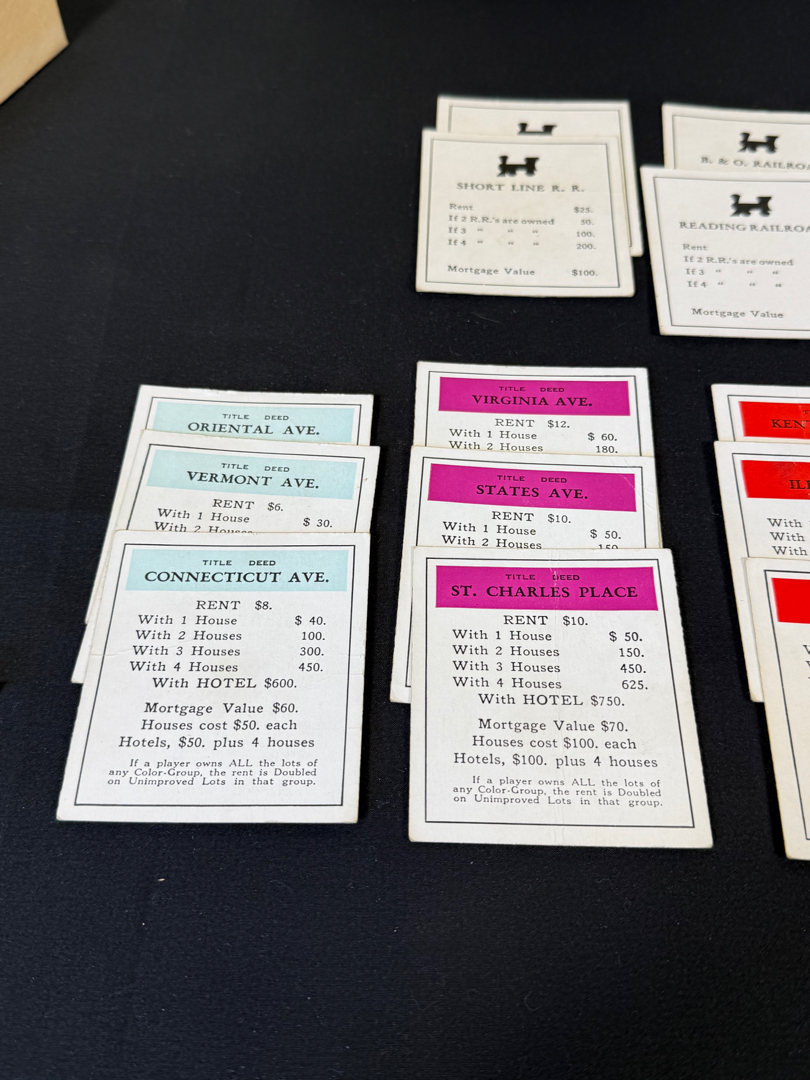 SHORT LINE R. R.
Rent $25.
If 2 R.R.'s are owned 50.
If 3 " " " 100.
If 4 " " " 200.
Mortgage Value $100.
B. & O. RAILROA
READING RAILROA
Rent
If 2 R.R.'s are owned
If 3 " " "
If 4 " " "
Mortgage Value
TITLE DEED
ORIENTAL AVE.
TITLE DEED
VERMONT AVE.
RENT $6.
With 1 House $ 30.
With 2 Houses
TITLE DEED
CONNECTICUT AVE.
RENT $8.
With 1 House $ 40.
With 2 Houses 100.
With 3 Houses 300.
With 4 Houses 450.
With HOTEL $600.
Mortgage Value $60.
Houses cost $50. each
Hotels, $50. plus 4 houses
If a player owns ALL the lots of
any Color-Group, the rent is Doubled
on Unimproved Lots in that group.
TITLE DEED
VIRGINIA AVE.
RENT $12.
With 1 House $ 60.
With 2 Houses 180.
TITLE DEED
STATES AVE.
RENT $10.
With 1 House $ 50.
With 2 Houses 150
TITLE DEED
ST. CHARLES PLACE
RENT $10.
With 1 House $ 50.
With 2 Houses 150.
With 3 Houses 450.
With 4 Houses 625.
With HOTEL $750.
Mortgage Value $70.
Houses cost $100. each
Hotels, $100. plus 4 houses
If a player owns ALL the lots of
any Color-Group, the rent is Doubled
on Unimproved Lots in that group.
KEN
ILL
With
With
With